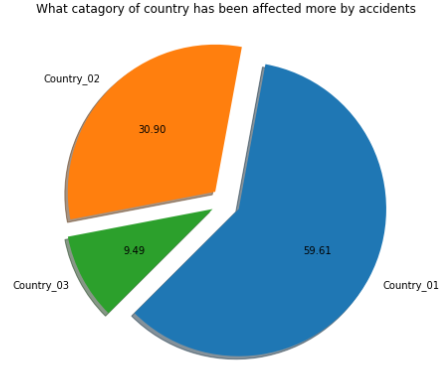 What catagory of country has been affected more by accidents
Country_02
30.90
9.49
59.61
Country_03
Country_01